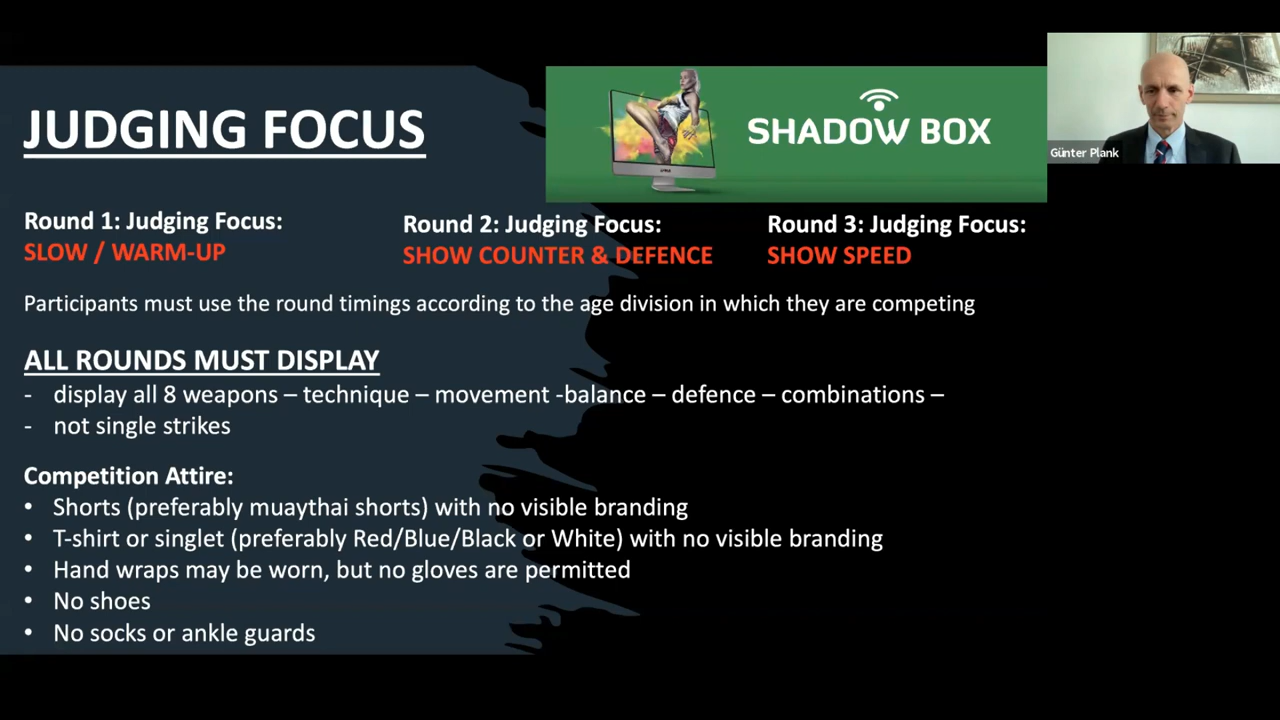 JUDGING FOCUS
SHADOW BOX
Günter Plank
Round 1: Judging Focus:
SLOW / WARM-UP
Round 2: Judging Focus:
SHOW COUNTER & DEFENCE
Round 3: Judging Focus:
SHOW SPEED
Participants must use the round timings according to the age division in which they are competing
ALL ROUNDS MUST DISPLAY
- display all 8 weapons – technique – movement -balance – defence – combinations –
- not single strikes
Competition Attire:
• Shorts (preferably muaythai shorts) with no visible branding
• T-shirt or singlet (preferably Red/Blue/Black or White) with no visible branding
• Hand wraps may be worn, but no gloves are permitted
• No shoes
• No socks or ankle guards